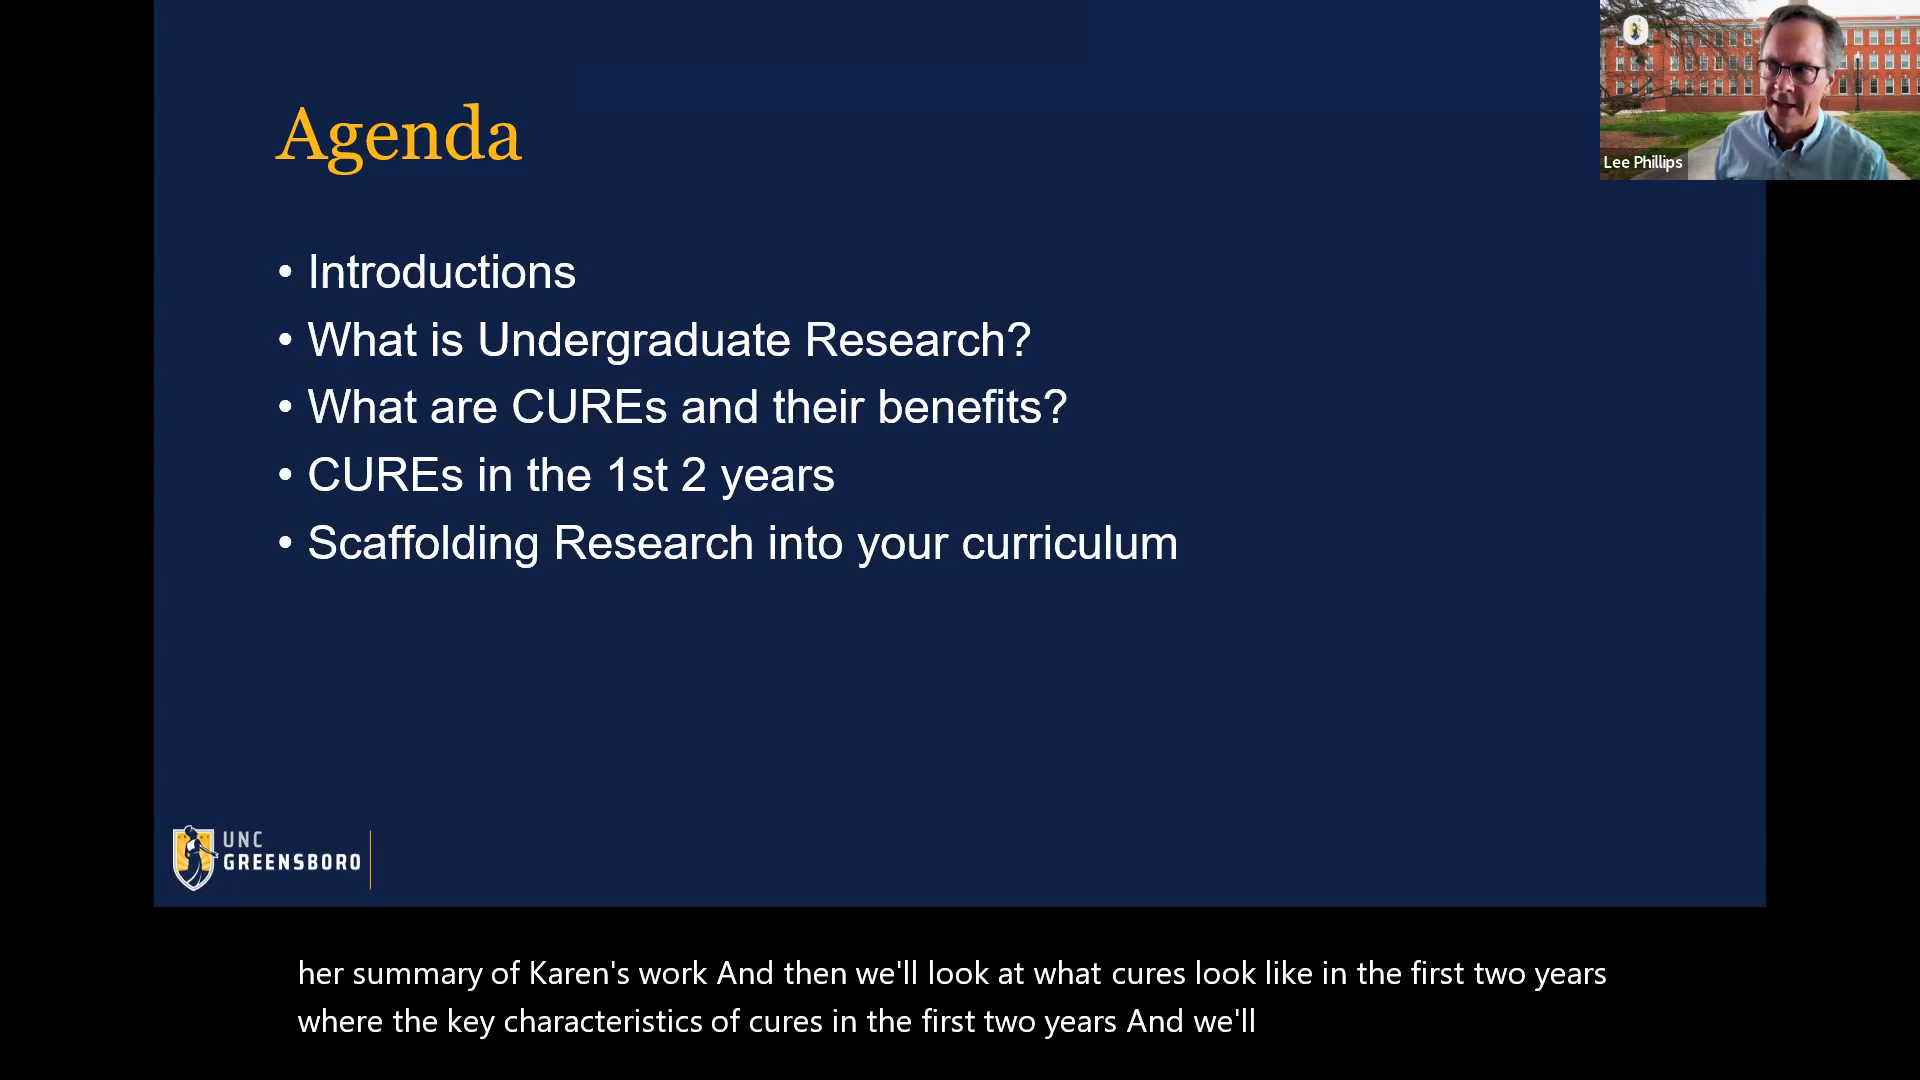 Agenda
• Introductions
• What is Undergraduate Research?
• What are CUREs and their benefits?
• CUREs in the 1st 2 years
• Scaffolding Research into your curriculum
UNC
GREENSBORO
Lee Phillips
her summary of Karen's work And then we'll look at what cures look like in the first two years
where the key characteristics of cures in the first two years And we'll